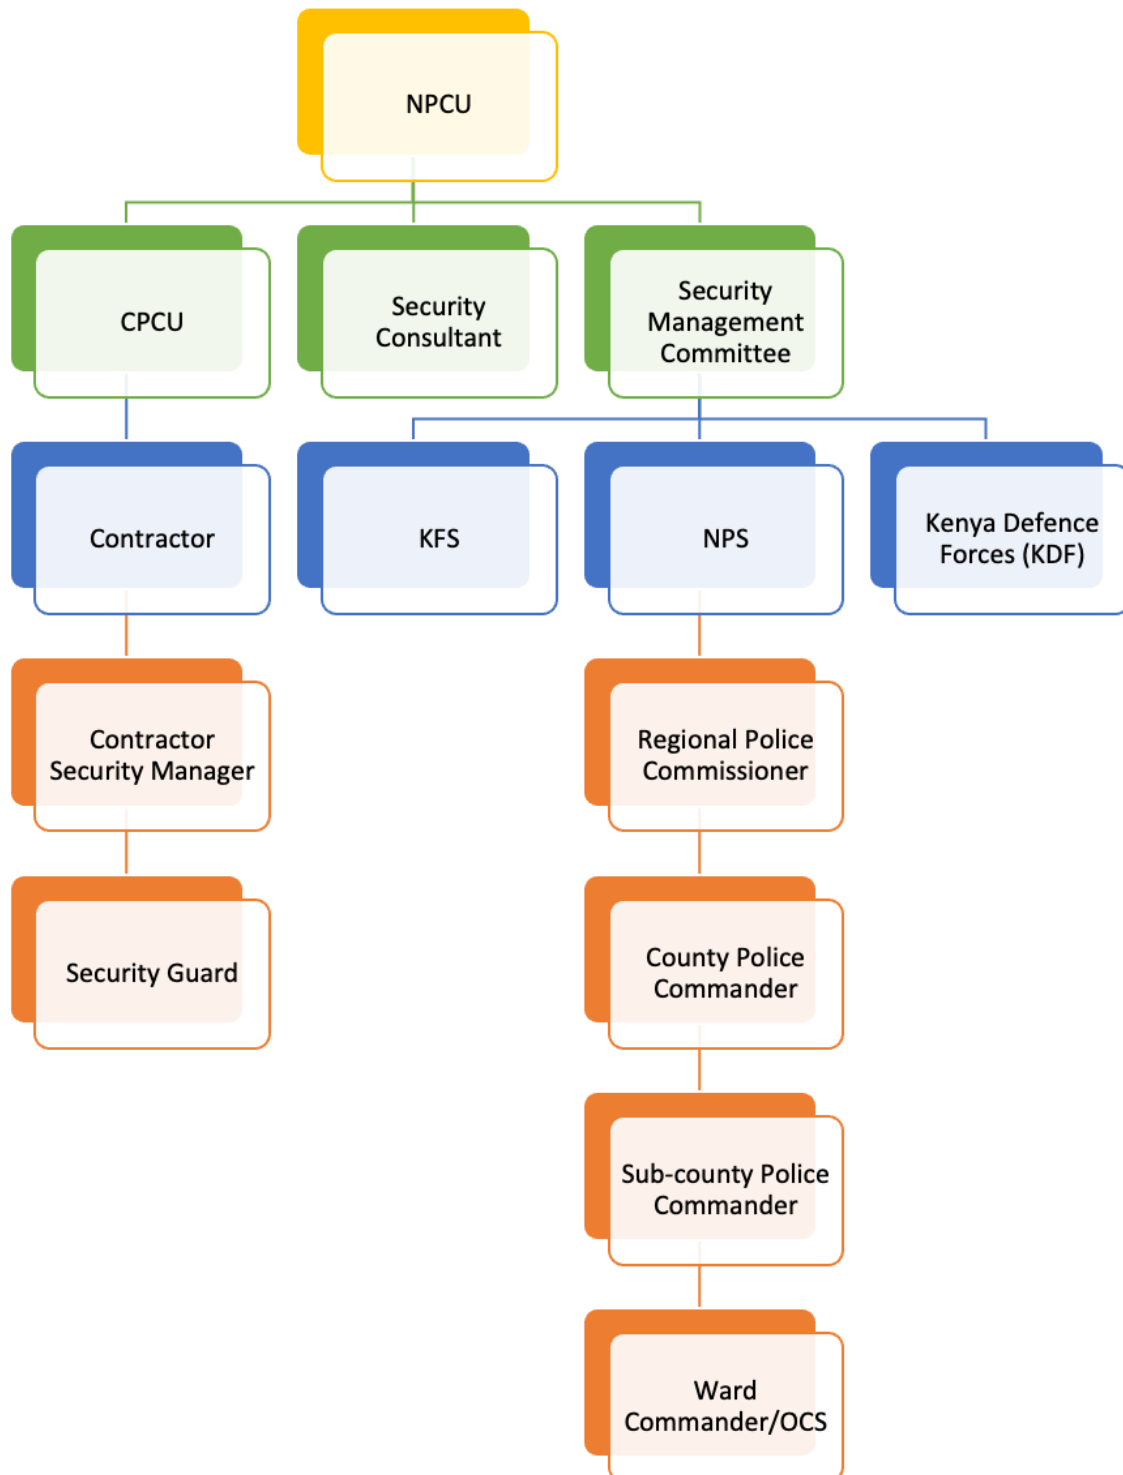 NPCU
CPCU
Security
Consultant
Security
Management
Committee
Contractor
KFS
NPS
Kenya Defence
Forces (KDF)
Contractor
Security Manager
Regional Police
Commissioner
Security Guard
County Police
Commander
Sub-county Police
Commander
Ward
Commander/OCS